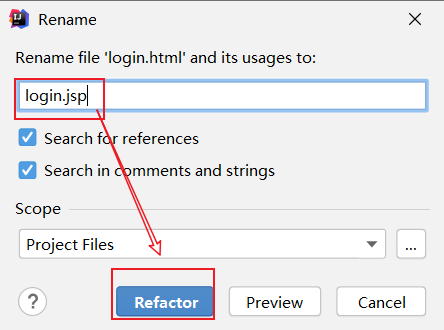 Rename
Rename file 'login.html' and its usages to:
login.jsp
Search for references
Search in comments and strings
Scope
Project Files
...
?
Refactor
Preview
Cancel